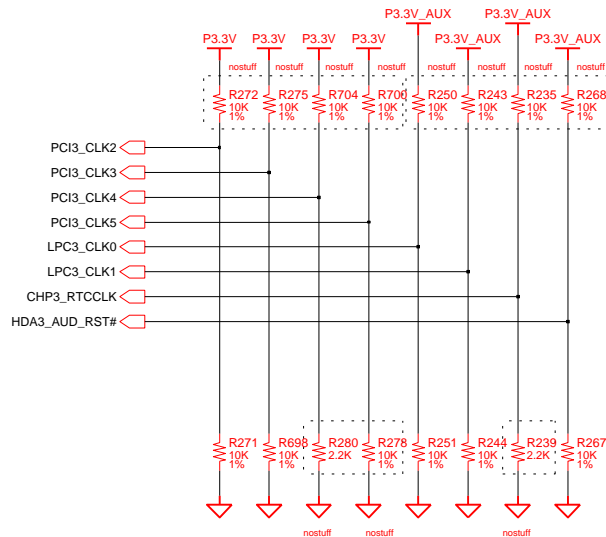 P3.3V_AUX P3.3V_AUX
P3.3V P3.3V P3.3V P3.3V P3.3V_AUX P3.3V_AUX
nostuff nostuff nostuff nostuff
nostuff nostuff nostuff nostuff
R272 R275 R704 R700 R250 R243 R235 R268
10K 10K 10K 10K 10K 10K 10K 10K
1% 1% 1% 1% 1% 1% 1% 1%
PCI3_CLK2
PCI3_CLK3
PCI3_CLK4
PCI3_CLK5
LPC3_CLK0
LPC3_CLK1
CHP3_RTCCLK
HDA3_AUD_RST#
R271 R698 R280 R278 R251 R244 R239 R267
10K 10K 2.2K 10K 10K 10K 2.2K 10K
1% 1% 1% 1% 1% 1%
nostuff nostuff nostuff